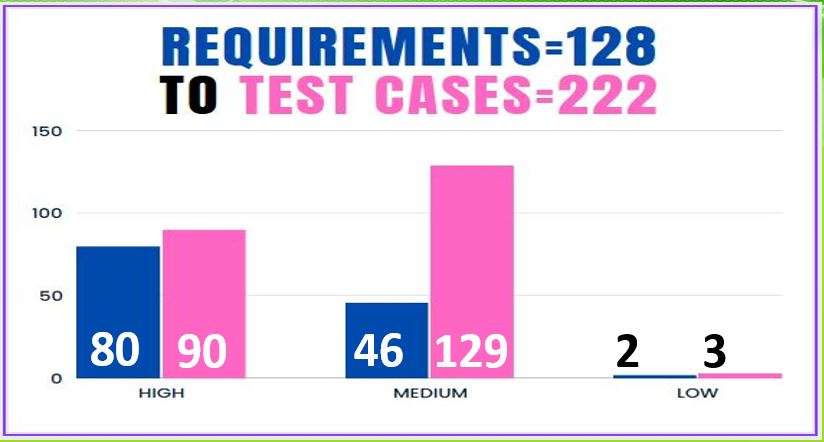 REQUIREMENTS=128
TO TEST CASES=222
150
100
50
0
80 90 46 129 2 3
HIGH MEDIUM LOW